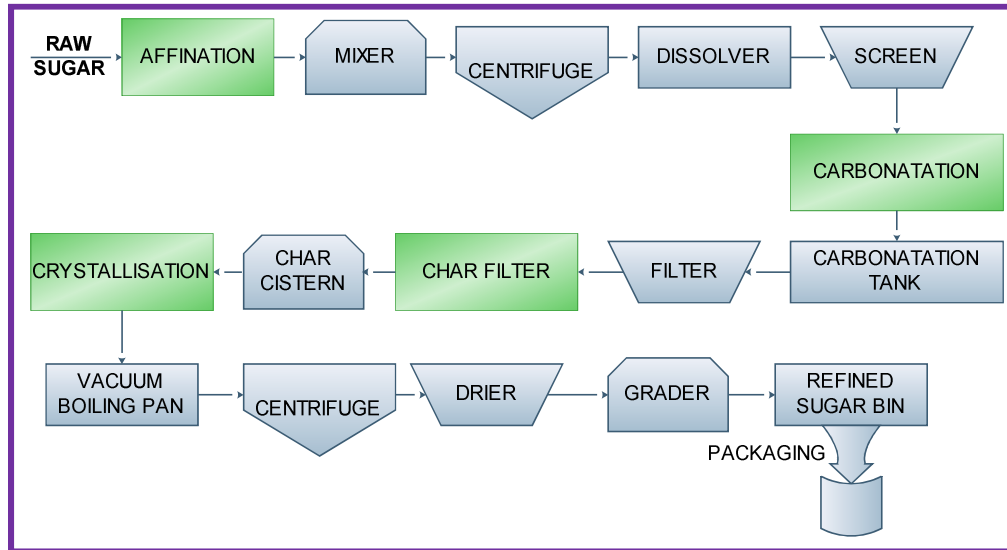 RAW
SUGAR
AFFINATION
MIXER
CENTRIFUGE
DISSOLVER
SCREEN
CARBONATATION
CARBONATATION
TANK
FILTER
CHAR FILTER
CHAR
CISTERN
CRYSTALLISATION
VACUUM
BOILING PAN
CENTRIFUGE
DRIER
GRADER
REFINED
SUGAR BIN
PACKAGING